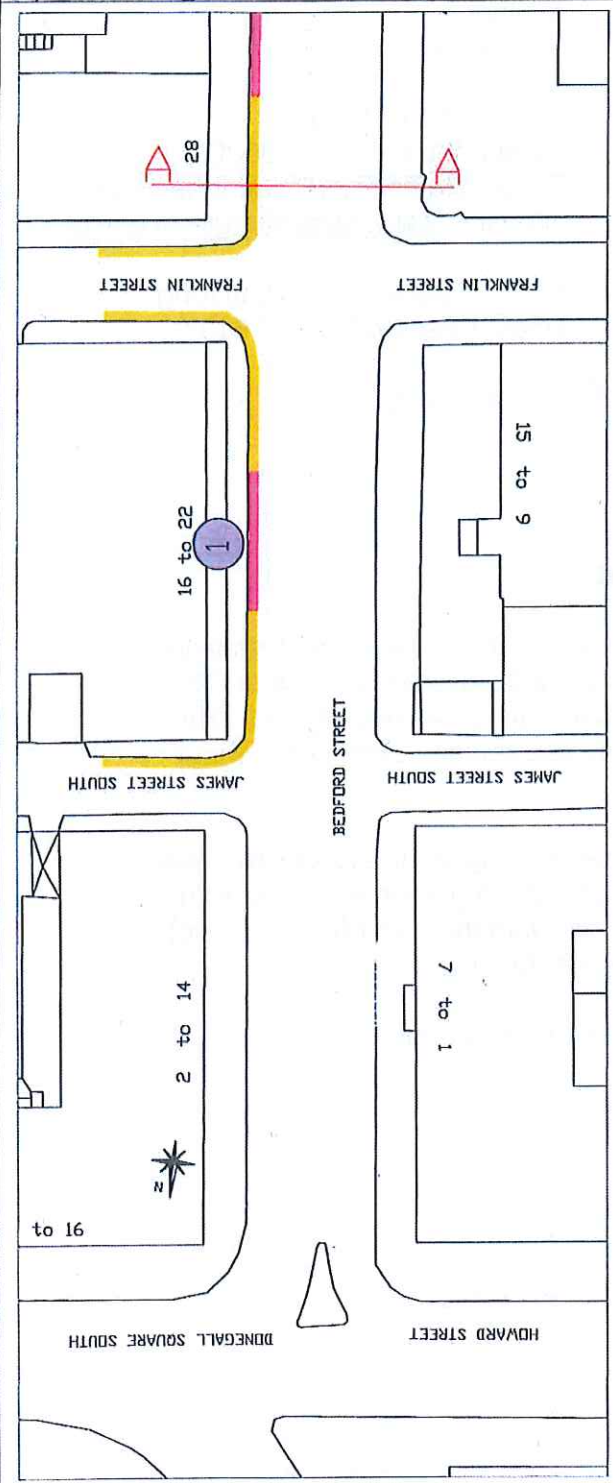 28
A
A
FRANKLIN STREET
FRANKLIN STREET
15 to 9
16 to 22
1
BEDFORD STREET
JAMES STREET SOUTH
JAMES STREET SOUTH
7 to 1
2 to 14
N
to 16
DONEGALL SQUARE SOUTH
HOWARD STREET